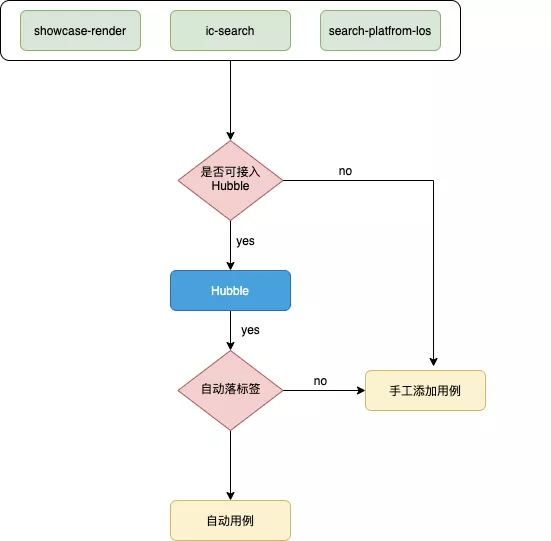 showcase-render
ic-search
search-platfrom-los
是否可接入
Hubble
no
yes
Hubble
yes
自动落标签
no
手工添加用例
自动用例